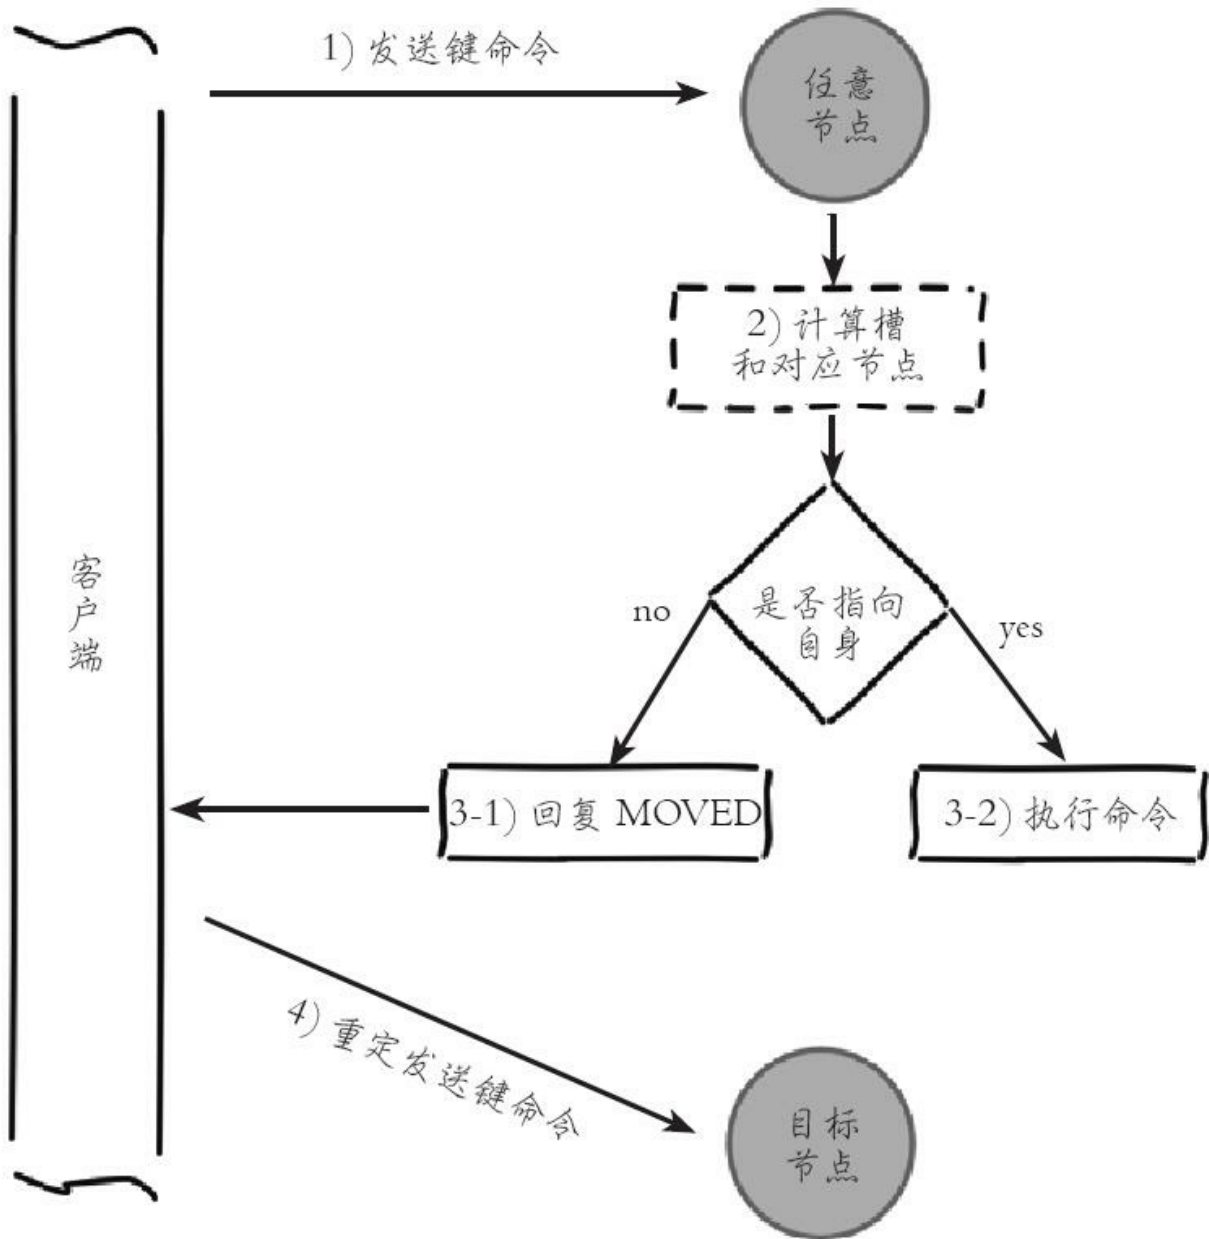 1) 发送键命令
任意
节点
2) 计算槽
和对应节点
客户端
是否指向
自身
no
yes
3-1) 回复 MOVED
3-2) 执行命令
4) 重定发送键命令
目标
节点